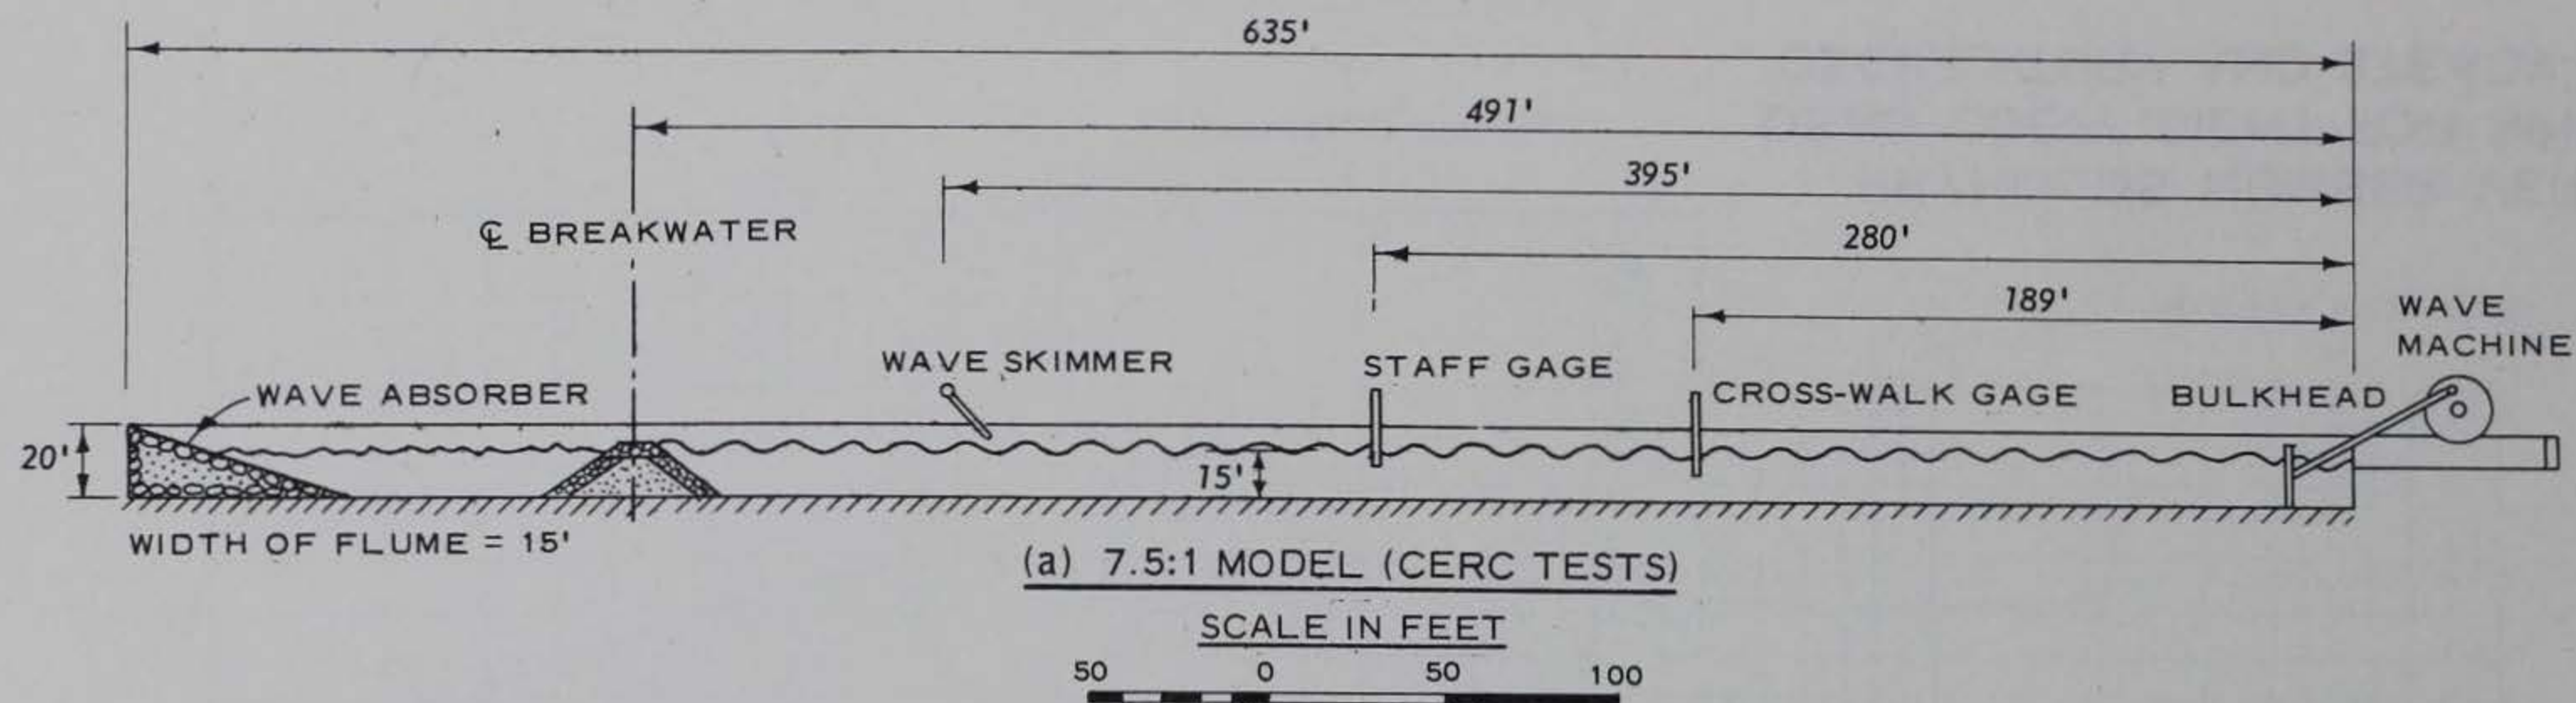 635'
491'
395'
℄ BREAKWATER
280'
189'
WAVE
MACHINE
WAVE SKIMMER
STAFF GAGE
WAVE ABSORBER
CROSS-WALK GAGE
BULKHEAD
20'
15'
WIDTH OF FLUME = 15'
(a) 7.5:1 MODEL (CERC TESTS)
SCALE IN FEET
50 0 50 100